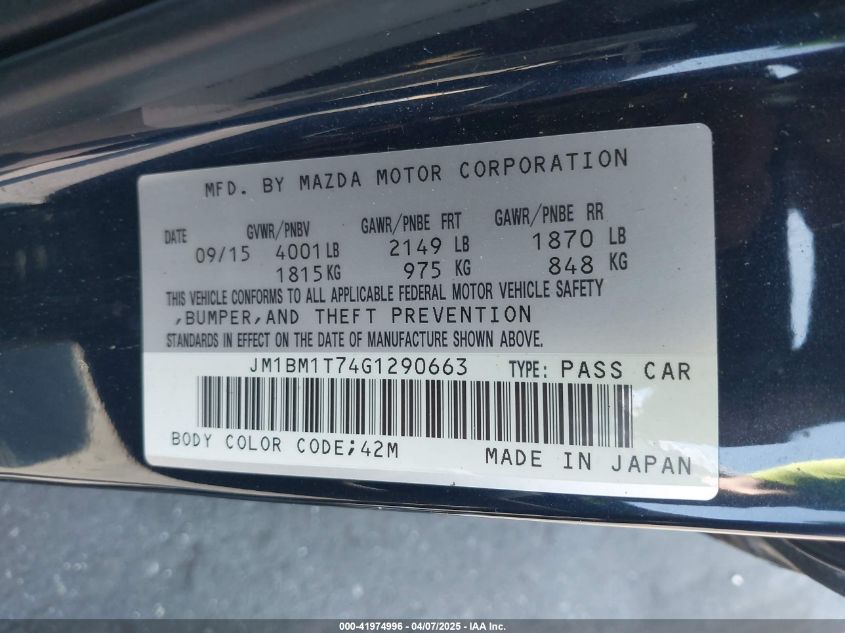 MFD. BY MAZDA MOTOR CORPORATION
DATE GVWR/PNBV GAWR/PNBE FRT GAWR/PNBE RR
09/15 4001 LB 2149 LB 1870 LB
1815 KG 975 KG 848 KG
THIS VEHICLE CONFORMS TO ALL APPLICABLE FEDERAL MOTOR VEHICLE SAFETY
,BUMPER,AND THEFT PREVENTION
STANDARDS IN EFFECT ON THE DATE OF MANUFACTURE SHOWN ABOVE.
JM1BM1T74G1290663 TYPE: PASS CAR
BODY COLOR CODE;42M MADE IN JAPAN
000-41974996 04/07/2025 - IAA Inc.